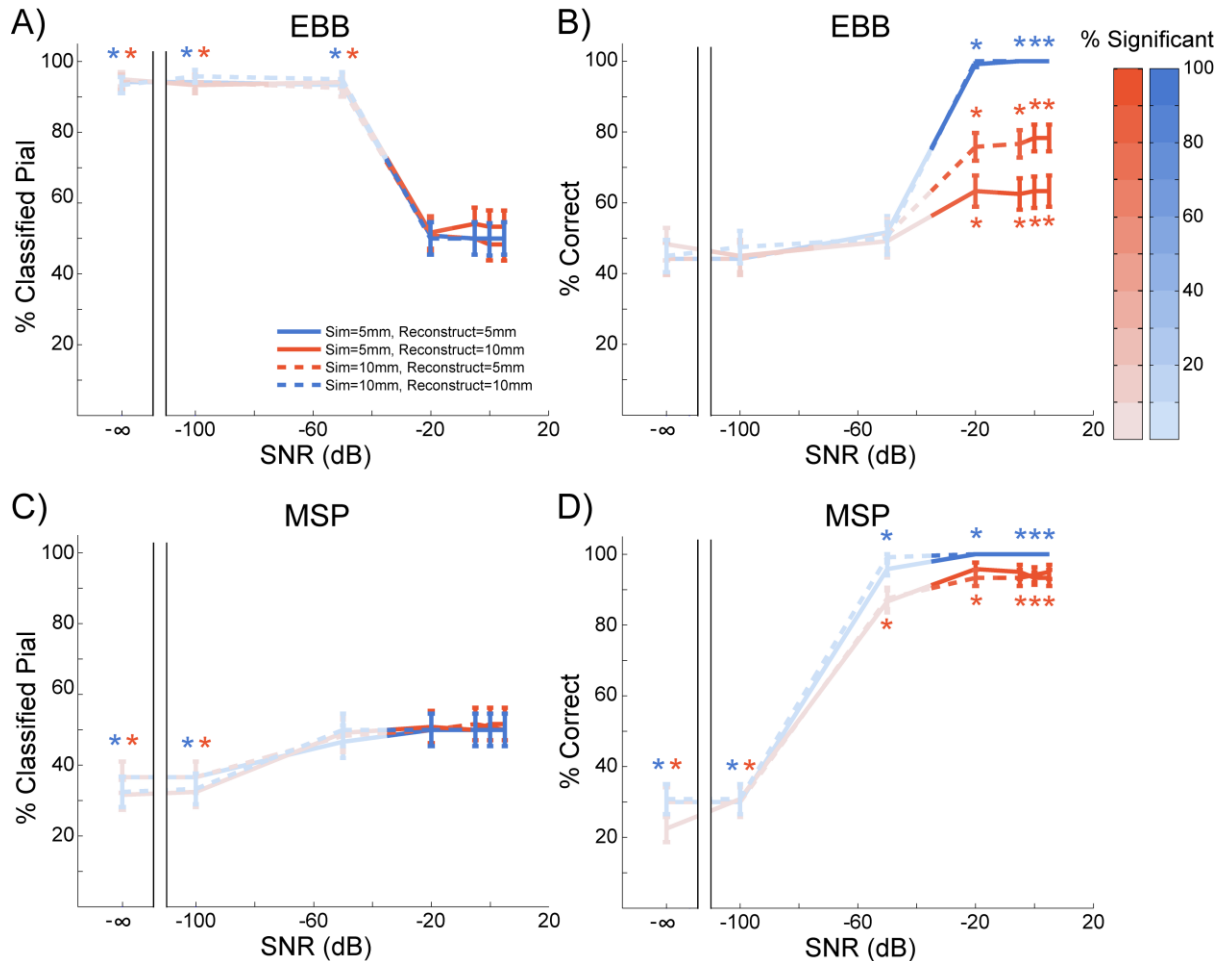 A)
EBB
* * * * * *
100
80
60
40
20
% Classified Pial
Sim=5mm, Reconstruct=5mm
Sim=5mm, Reconstruct=10mm
Sim=10mm, Reconstruct=5mm
Sim=10mm, Reconstruct=10mm
-∞ -100 -60 -20 20
SNR (dB)
B)
EBB
* * * *
* * * *
* * * *
100
80
60
40
20
% Correct
-∞ -100 -60 -20 20
SNR (dB)
% Significant
100
80
60
40
20
C)
MSP
100
80
60
40
20
* * * *
% Classified Pial
-∞ -100 -60 -20 20
SNR (dB)
D)
MSP
* * * * *
* * * * *
* * * *
100
80
60
40
20
% Correct
-∞ -100 -60 -20 20
SNR (dB)